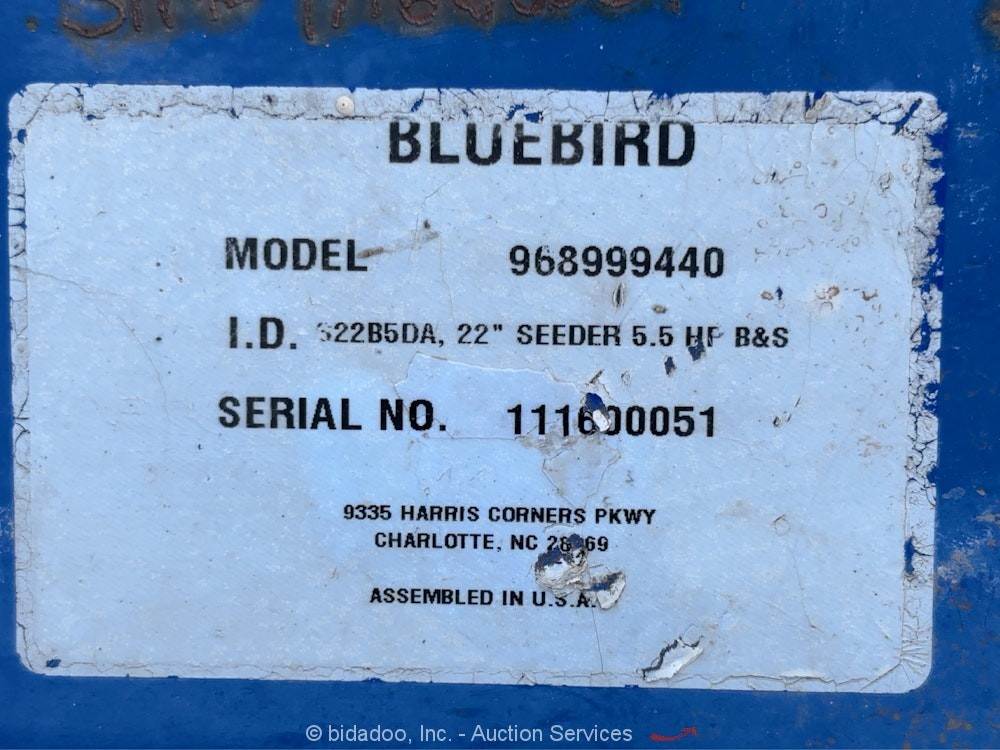 BLUEBIRD
MODEL 968999440
I.D. S22B5DA, 22" SEEDER 5.5 HP B&S
SERIAL NO. 111600051
9335 HARRIS CORNERS PKWY
CHARLOTTE, NC
ASSEMBLED IN U.S.A.
© bidadoo, Inc. - Auction Services